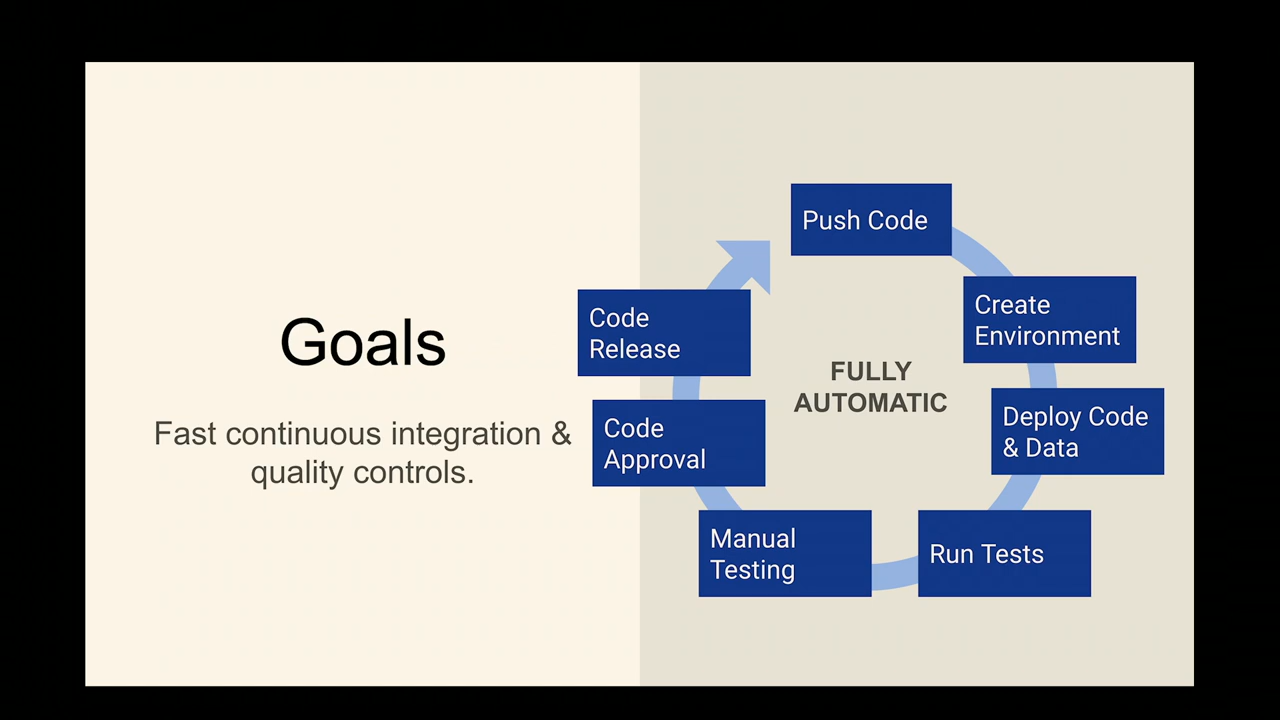 Goals
Fast continuous integration &
quality controls.
Push Code
Create
Environment
Deploy Code
& Data
Run Tests
Manual
Testing
Code
Approval
Code
Release
FULLY
AUTOMATIC